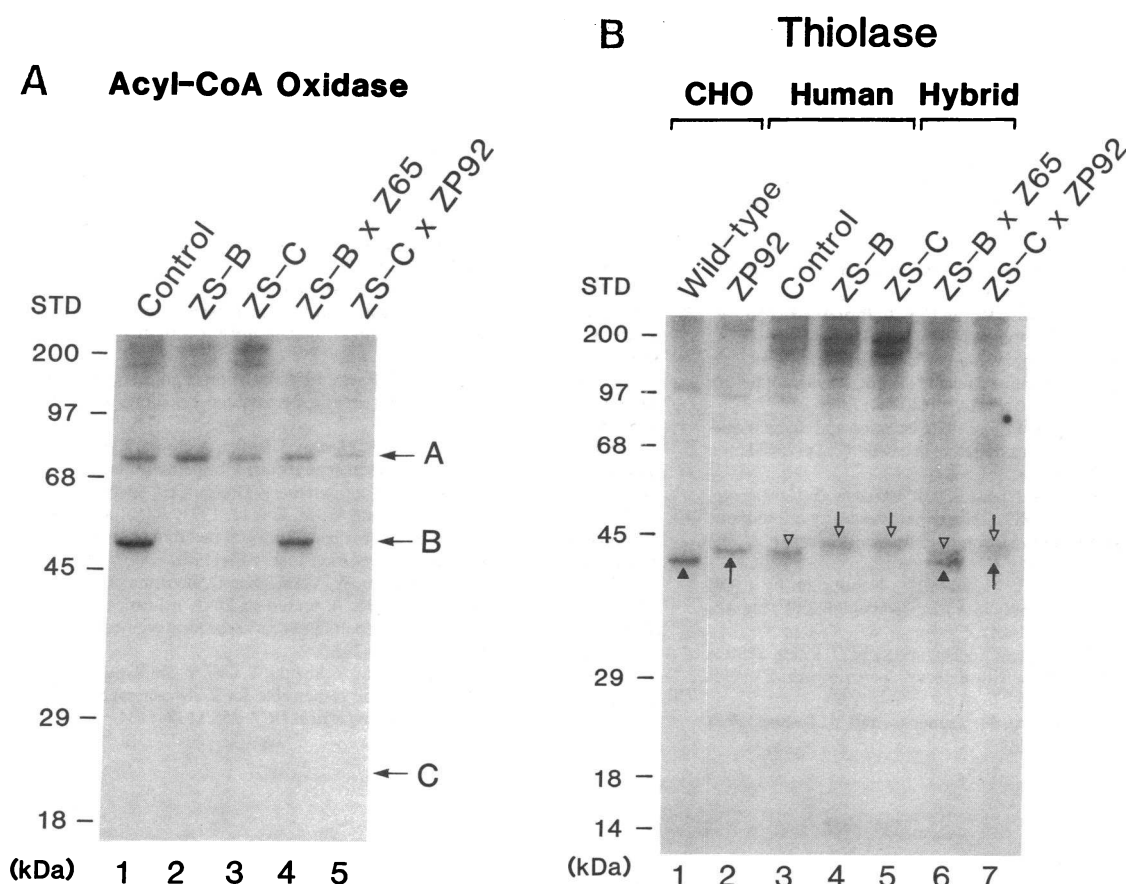 A Acyl-CoA Oxidase
STD Control ZS-B ZS-C ZS-B x Z65 ZS-C x ZP92
200
97
A
68
B
45
29
C
18
(kDa) 1 2 3 4 5
B Thiolase
CHO Human Hybrid
STD Wild-type ZP92 Control ZS-B ZS-C ZS-B x Z65 ZS-C x ZP92
200
97
68
45
29
18
14
(kDa) 1 2 3 4 5 6 7